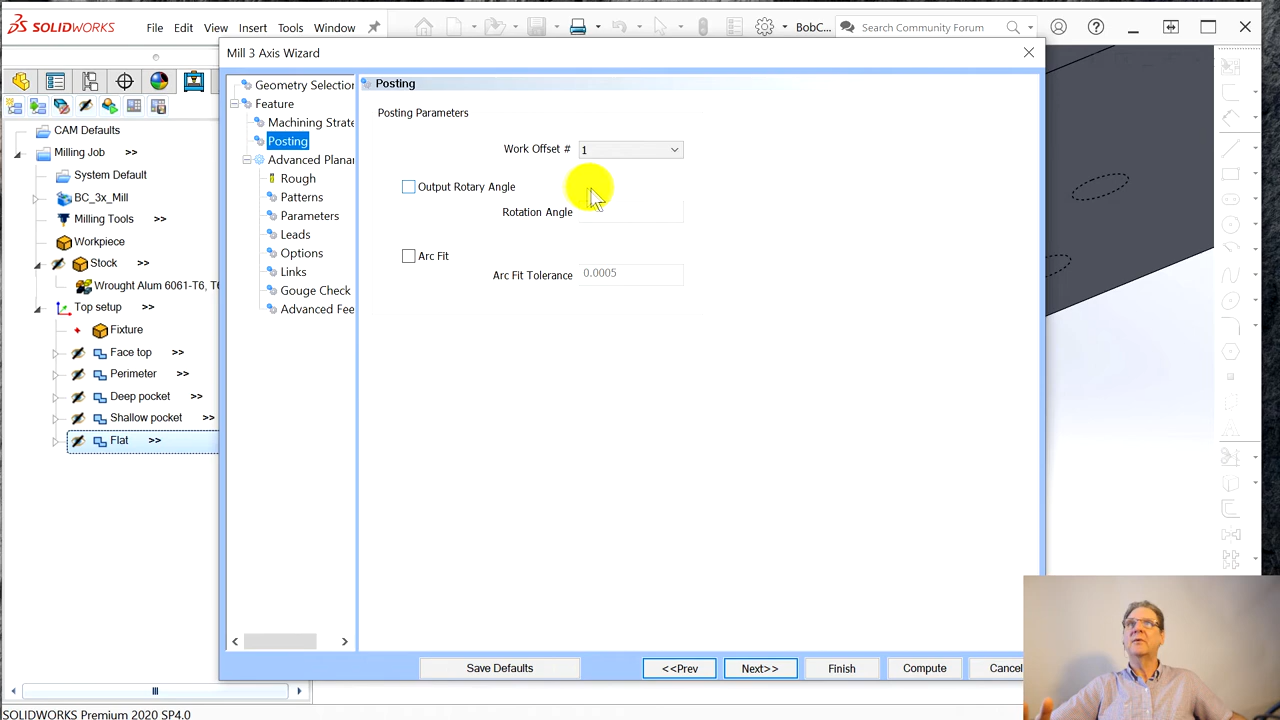 SOLIDWORKS File Edit View Insert Tools Window BobC... Search Community Forum
Mill 3 Axis Wizard
CAM Defaults
Milling Job >>
System Default
BC_3x_Mill
Milling Tools >>
Workpiece
Stock >>
Wrought Alum 6061-T6, T6
Top setup >>
Fixture
Face top >>
Perimeter >>
Deep pocket >>
Shallow pocket >>
Flat >>
Geometry Selection
Feature
Machining Strate
Posting
Advanced Planar
Rough
Patterns
Parameters
Leads
Options
Links
Gouge Check
Advanced Fee
Posting
Posting Parameters
Work Offset # 1
Output Rotary Angle
Rotation Angle
Arc Fit
Arc Fit Tolerance 0.0005
Save Defaults <<Prev Next>> Finish Compute Cancel
SOLIDWORKS Premium 2020 SP4.0